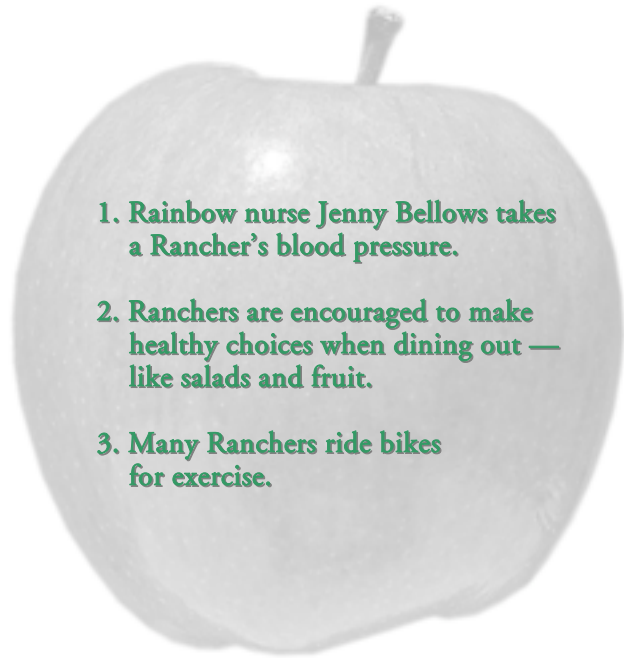 1. Rainbow nurse Jenny Bellows takes
a Rancher’s blood pressure.
2. Ranchers are encouraged to make
healthy choices when dining out —
like salads and fruit.
3. Many Ranchers ride bikes
for exercise.